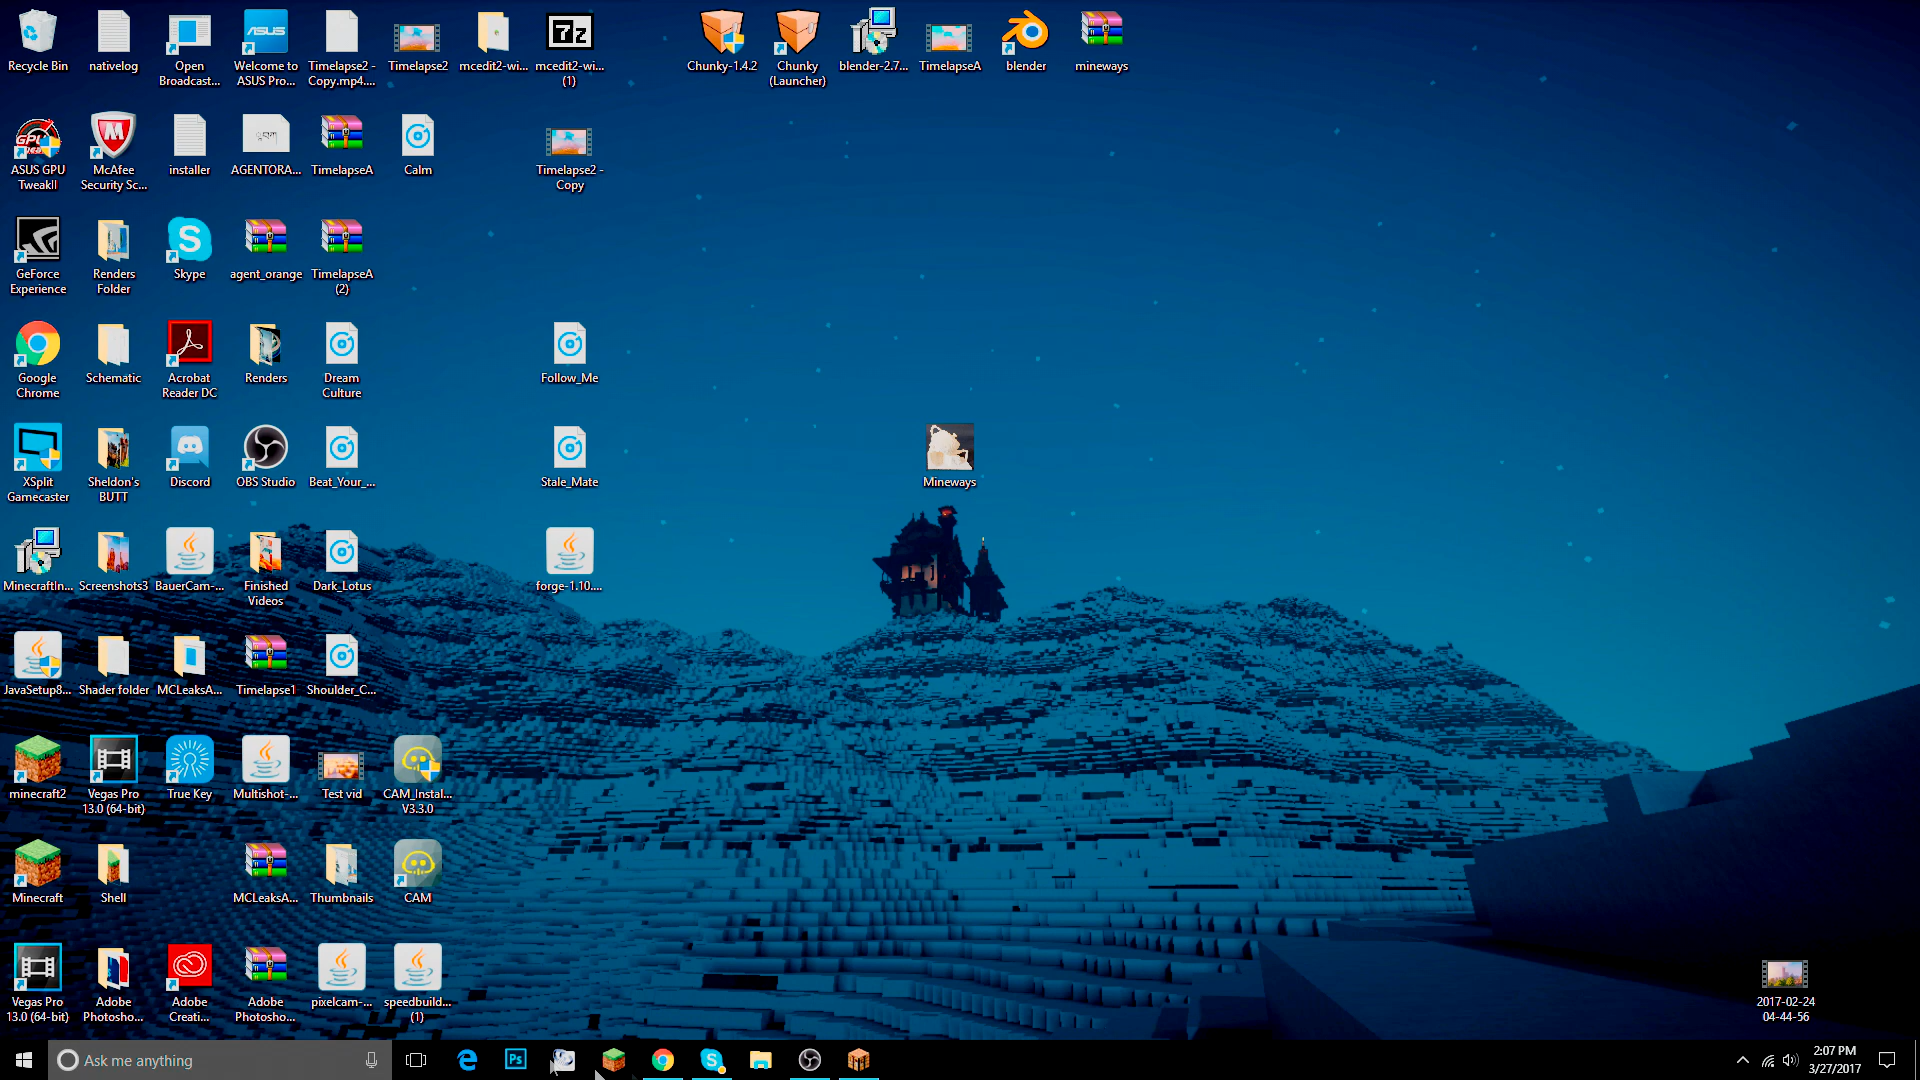 Recycle Bin
nativelog
Open
Broadcast...
Welcome to
ASUS Pro...
Timelapse2 -
Copy.mp4....
Timelapse2
mcedit2-wi...
7z
mcedit2-wi...
(1)
Chunky-1.4.2
Chunky
(Launcher)
blender-2.7...
TimelapseA
blender
mineways
ASUS GPU
TweakII
McAfee
Security Sc...
installer
AGENTORA...
TimelapseA
Calm
Timelapse2 -
Copy
GeForce
Experience
Renders
Folder
Skype
agent_orange
TimelapseA
(2)
Google
Chrome
Schematic
Acrobat
Reader DC
Renders
Dream
Culture
Follow_Me
XSplit
Gamecaster
Sheldon's
BUTT
Discord
OBS Studio
Beat_Your_...
Stale_Mate
Mineways
MinecraftIn...
Screenshots3
BauerCam-...
Finished
Videos
Dark_Lotus
forge-1.10....
JavaSetup8...
Shader folder
MCLeaksA...
Timelapse1
Shoulder_C...
minecraft2
Vegas Pro
13.0 (64-bit)
True Key
Multishot-...
Test vid
CAM_Instal...
V3.3.0
Minecraft
Shell
MCLeaksA...
Thumbnails
CAM
Vegas Pro
13.0 (64-bit)
Adobe
Photosho...
Adobe
Creati...
Adobe
Photosho...
pixelcam-...
speedbuild...
(1)
2017-02-24
04-44-56
Ask me anything
Ps
2:07 PM
3/27/2017